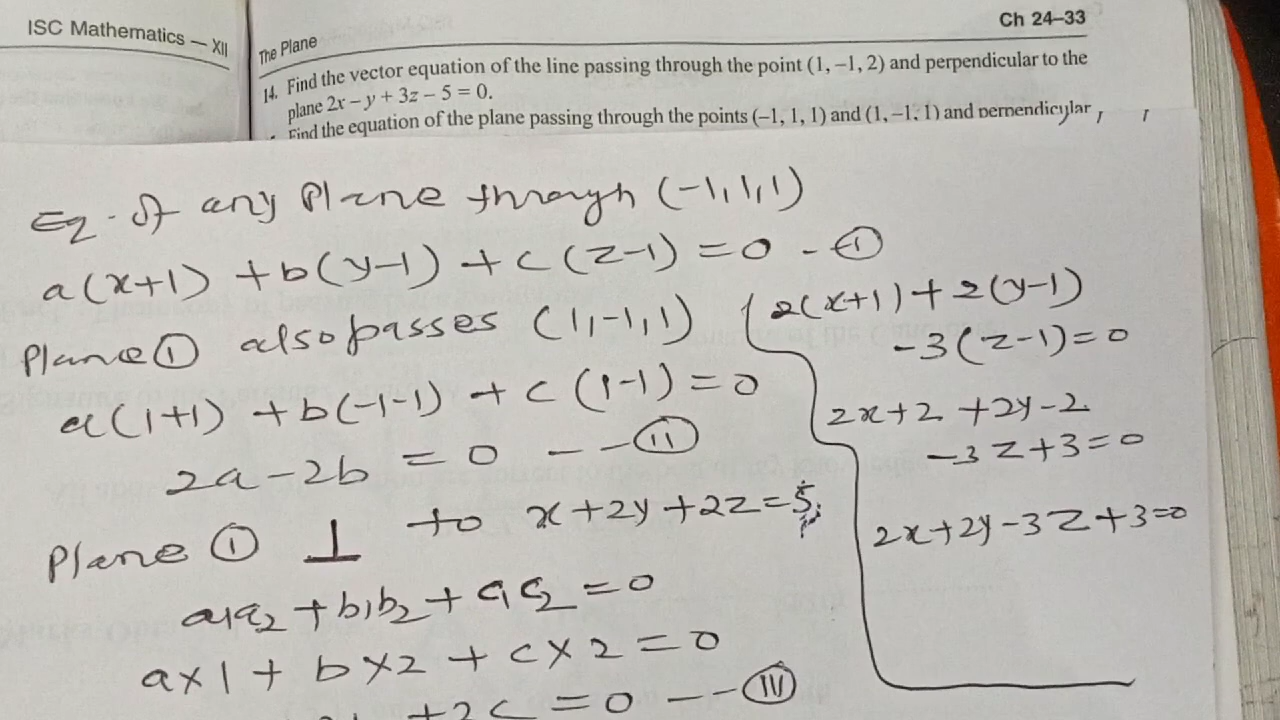 ISC Mathematics — XII
The Plane
Ch 24–33
14. Find the vector equation of the line passing through the point (1, –1, 2) and perpendicular to the
plane 2x – y + 3z – 5 = 0.
Find the equation of the plane passing through the points (–1, 1, 1) and (1, –1, 1) and perpendicular
Eq. of any Plane through (-1,1,1)
a(x+1) + b(y-1) + c(z-1) = 0 - (I)
Plane (I) also passes (1,-1,1)
a(1+1) + b(-1-1) + c(1-1) = 0
2a - 2b = 0 -- (II)
Plane (I) ⊥ to x + 2y + 2z = 5
a1a2 + b1b2 + c1c2 = 0
a×1 + b×2 + c×2 = 0
+2c = 0 -- (III)
2(x+1) + 2(y-1)
-3(z-1) = 0
2x+2 +2y-2
-3z+3 = 0
2x+2y-3z+3=0